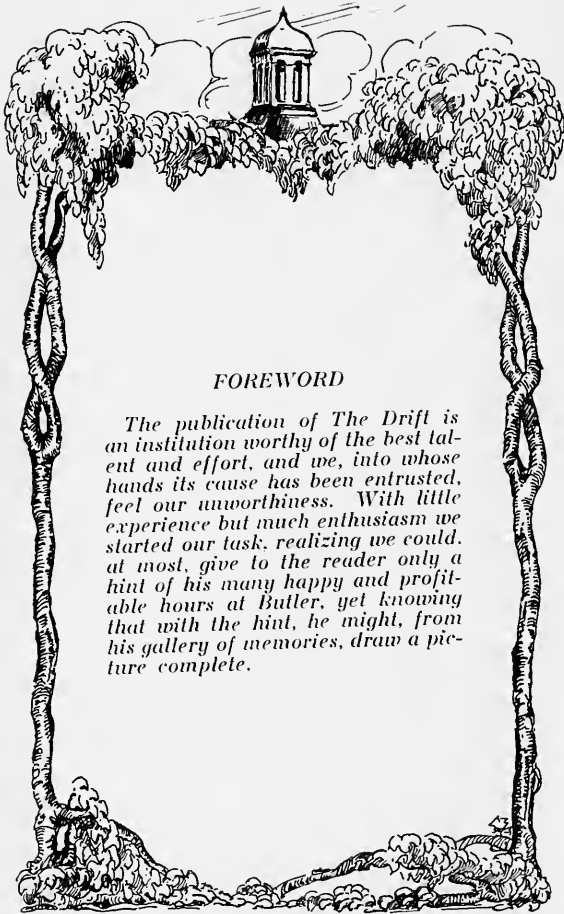 FOREWORD
The publication of The Drift is
an institution worthy of the best tal-
ent and effort, and we, into whose
hands its cause has been entrusted,
feel our unworthiness. With little
experience but much enthusiasm we
started our task, realizing we could.
at most, give to the reader only a
hint of his many happy and profit-
able hours at Butler, yet knowing
that with the hint, he might, from
his gallery of memories, draw a pic-
ture complete.